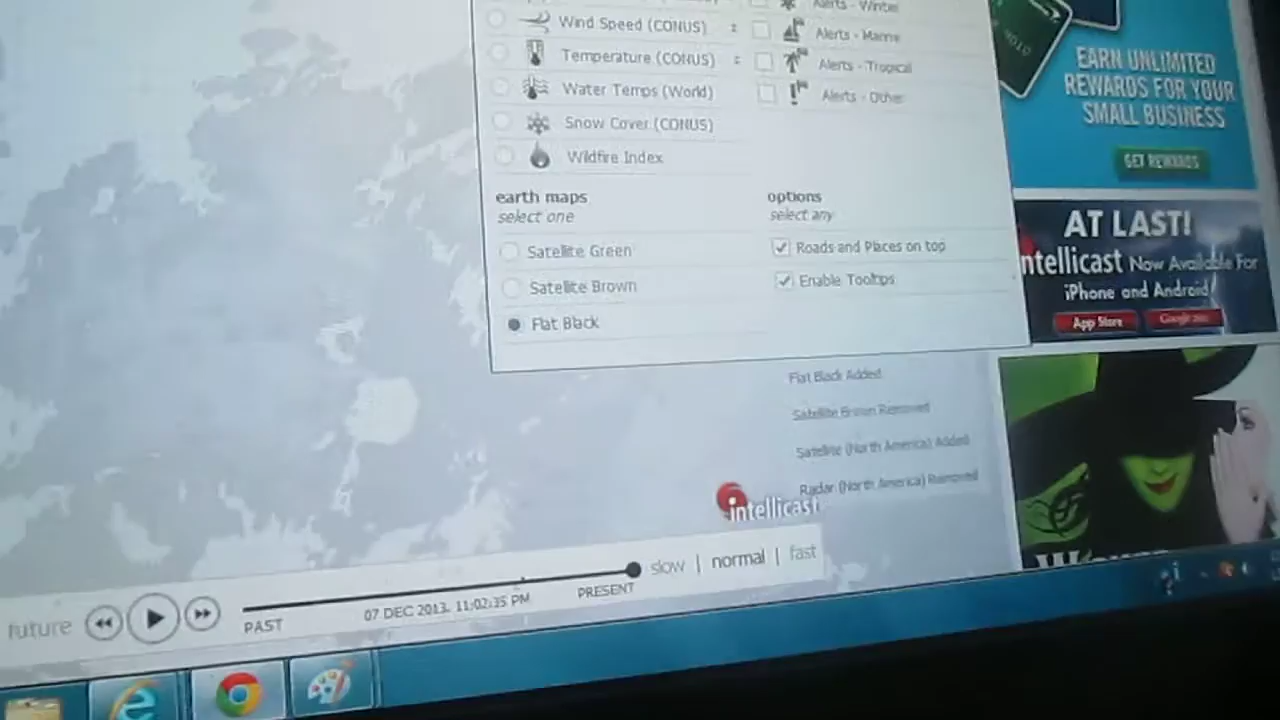 Alerts - Winter
Wind Speed (CONUS)
Alerts - Marine
Temperature (CONUS)
Alerts - Tropical
Water Temps (World)
Alerts - Other
Snow Cover (CONUS)
Wildfire Index
earth maps
select one
options
select any
Satellite Green
Roads and Places on top
Satellite Brown
Enable Tooltips
Flat Black
Flat Black Added
Satellite Brown Removed
Satellite (North America) Added
Radar (North America) Removed
intellicast
slow | normal | fast
future
PAST
07 DEC 2013, 11:02:35 PM
PRESENT
EARN UNLIMITED
REWARDS FOR YOUR
SMALL BUSINESS
GET REWARDS
AT LAST!
ntellicast Now Available For
iPhone and Android!
App Store